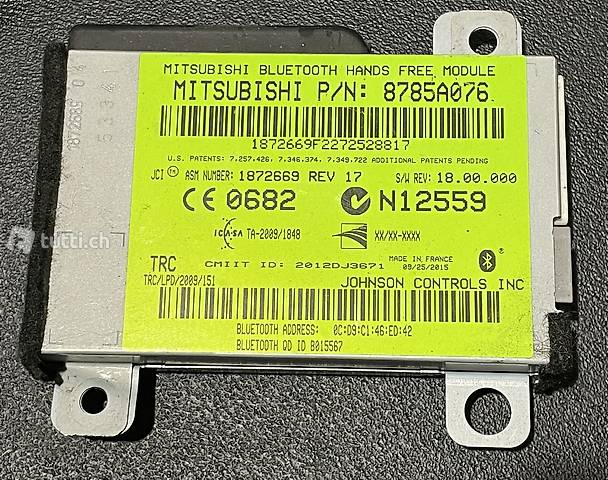 MITSUBISHI BLUETOOTH HANDS FREE MODULE
MITSUBISHI P/N: 8785A076
1872669F2272528817
U.S. PATENTS: 7,257,426, 7,346,374, 7,349,722 ADDITIONAL PATENTS PENDING
JCI TM ASM NUMBER: 1872669 REV 17 S/W REV: 18.00.000
CE 0682 N12559
ICASA TA-2009/1848 XX/XX-XXXX
MADE IN FRANCE
TRC CMIIT ID: 2012DJ3671 09/25/2015
TRC/LPD/2009/151 JOHNSON CONTROLS INC
BLUETOOTH ADDRESS: 0C:D9:C1:46:ED:42
BLUETOOTH QD ID B015567
tutti.ch